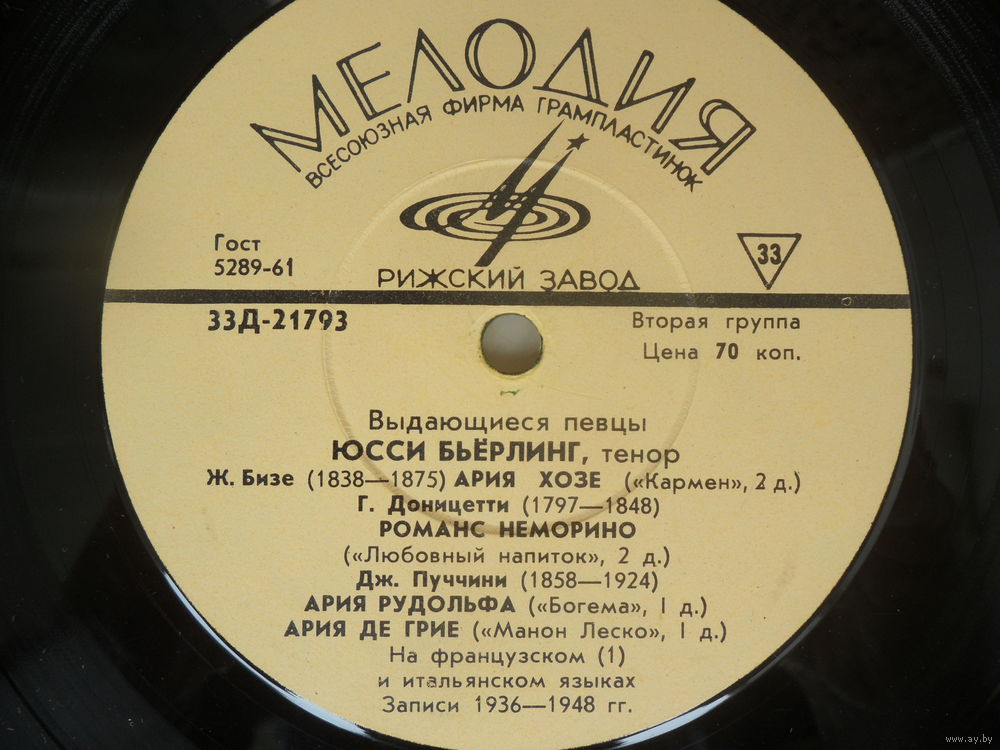 МЕЛОДИЯ
ВСЕСОЮЗНАЯ ФИРМА ГРАМПЛАСТИНОК
Гост
5289-61
33
РИЖСКИЙ ЗАВОД
33Д-21793
Вторая группа
Цена 70 коп.
Выдающиеся певцы
ЮССИ БЬЁРЛИНГ, тенор
Ж. Бизе (1838—1875) АРИЯ ХОЗЕ («Кармен», 2 д.)
Г. Доницетти (1797—1848)
РОМАНС НЕМОРИНО
(«Любовный напиток», 2 д.)
Дж. Пуччини (1858—1924)
АРИЯ РУДОЛЬФА («Богема», 1 д.)
АРИЯ ДЕ ГРИЕ («Манон Леско», 1 д.)
На французском (1)
и итальянском языках
Записи 1936—1948 гг.
www.ay.by